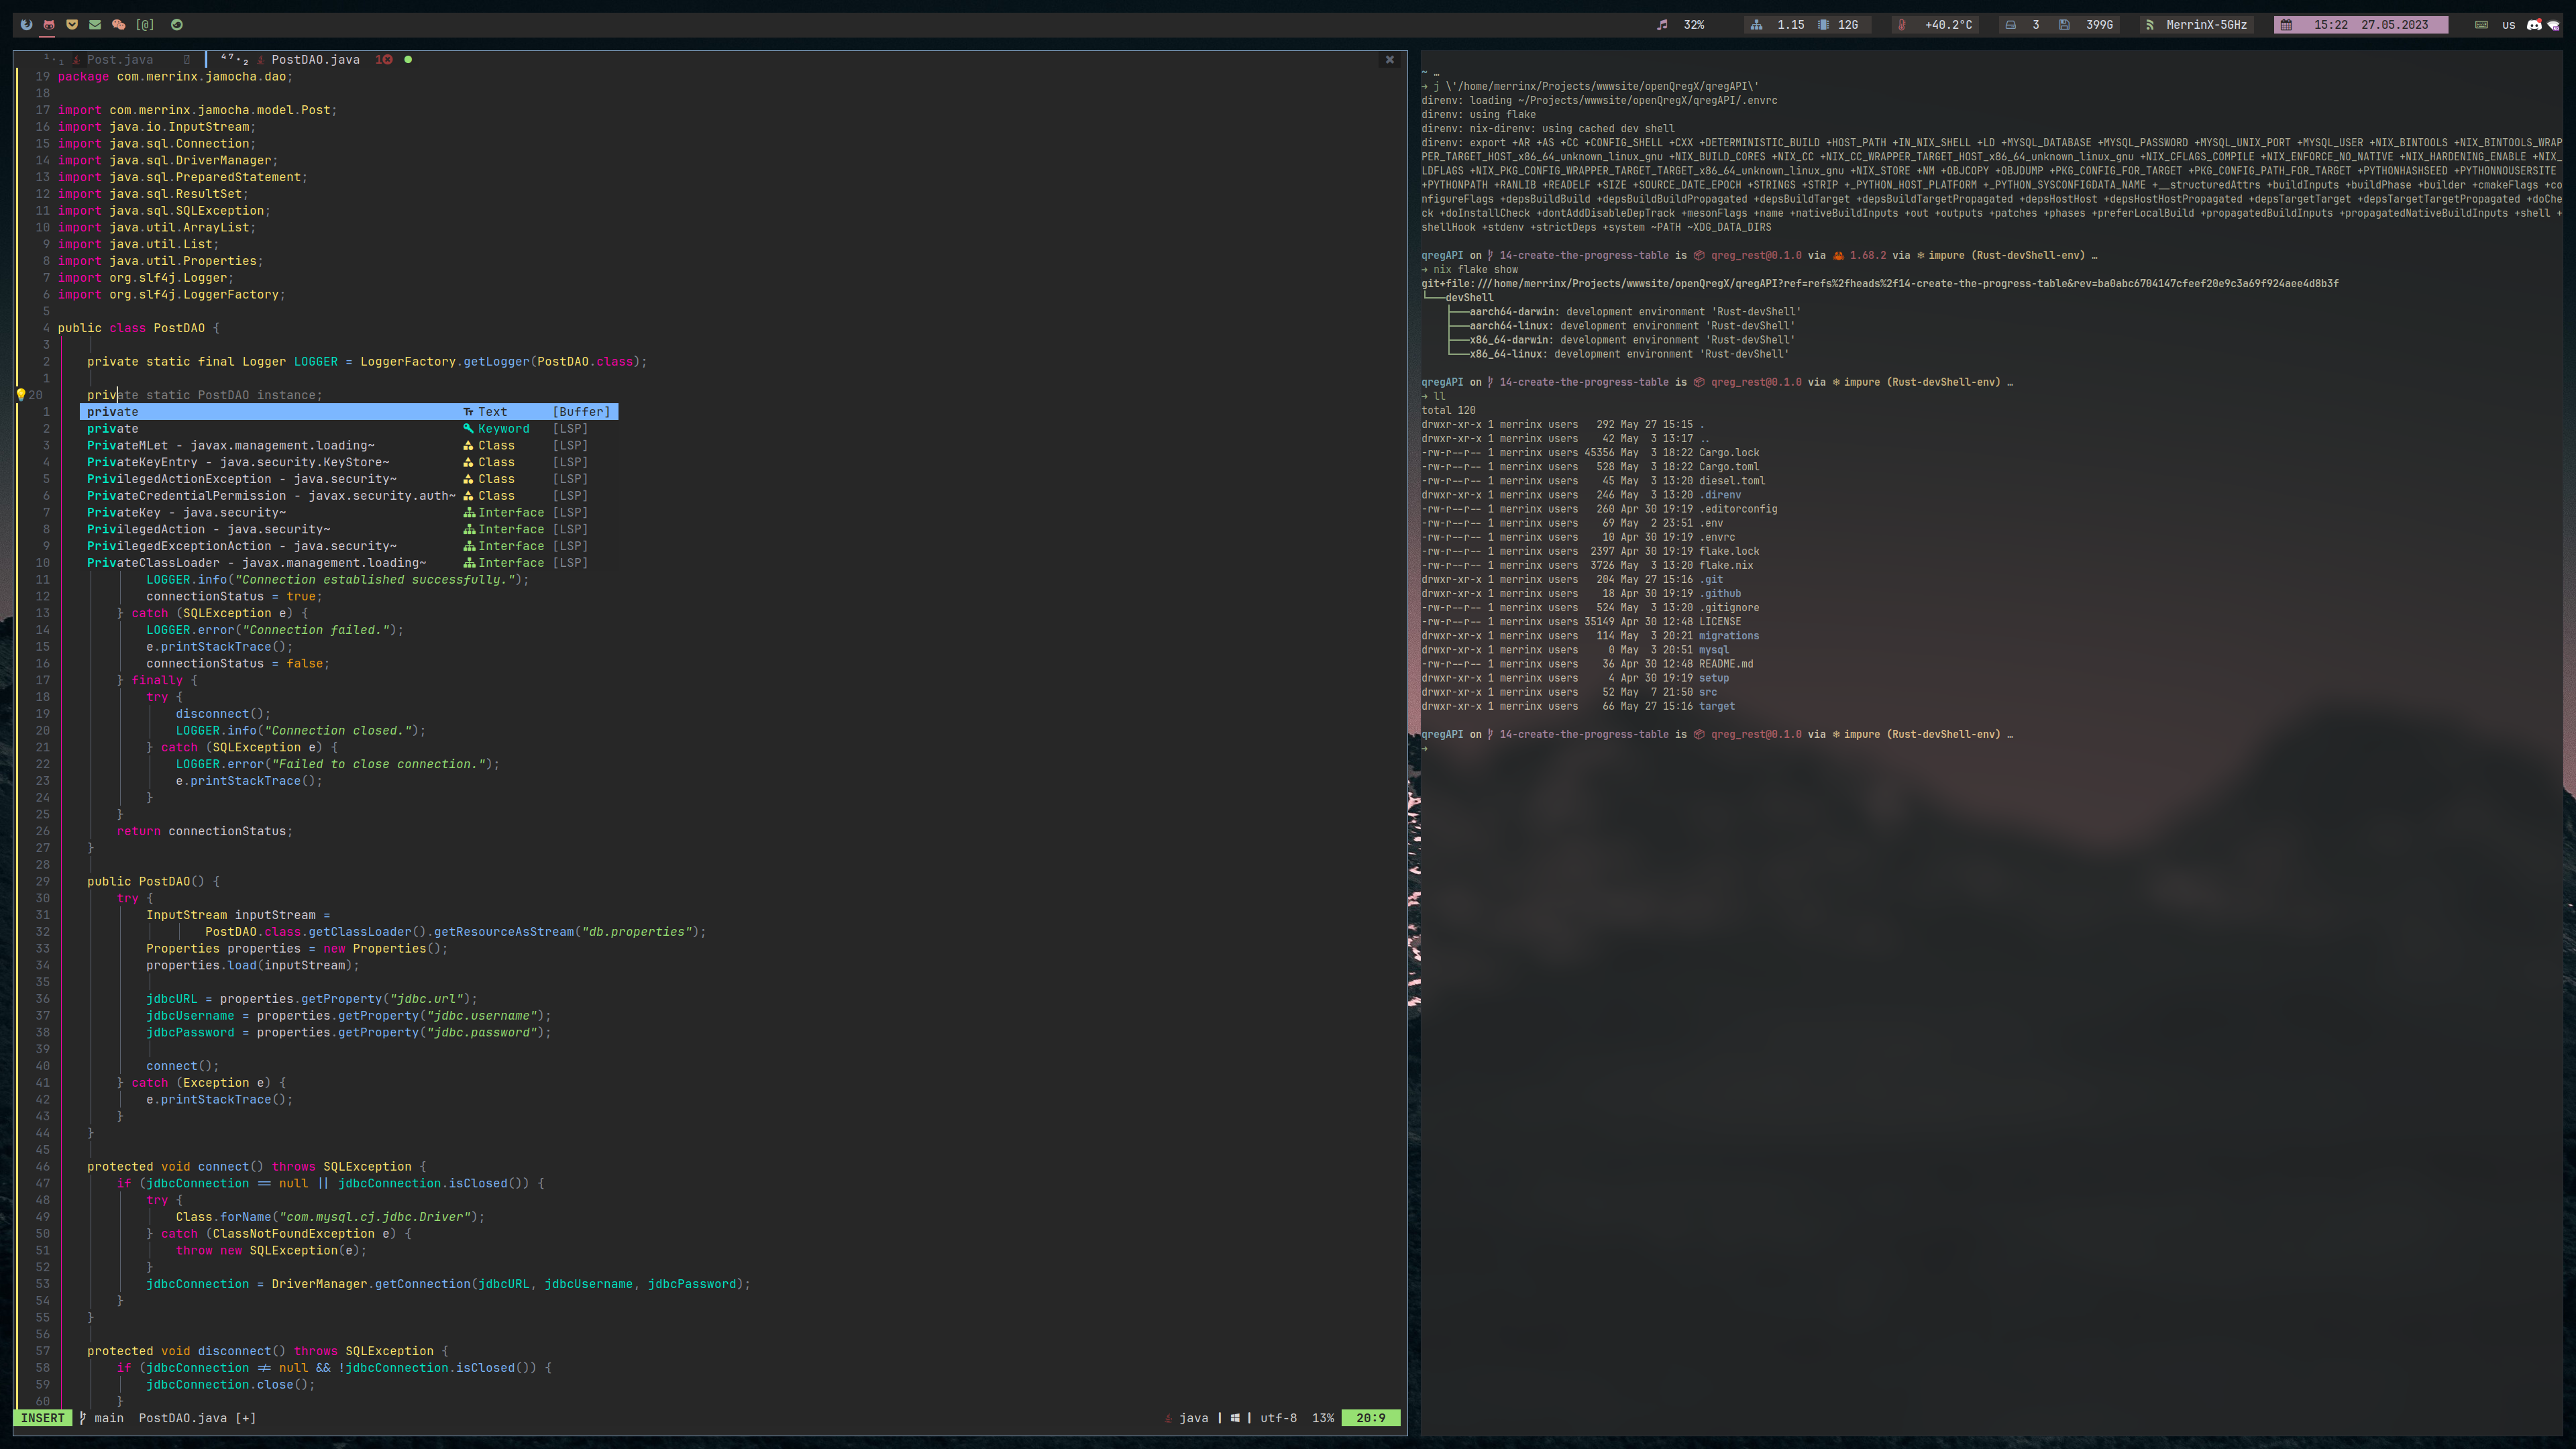 [@]
32%
1.15 12G
+40.2°C
3 399G
MerrinX-5GHz
15:22 27.05.2023
us
Post.java
PostDAO.java 1
19 package com.merrinx.jamocha.dao;
18
17 import com.merrinx.jamocha.model.Post;
16 import java.io.InputStream;
15 import java.sql.Connection;
14 import java.sql.DriverManager;
13 import java.sql.PreparedStatement;
12 import java.sql.ResultSet;
11 import java.sql.SQLException;
10 import java.util.ArrayList;
9 import java.util.List;
8 import java.util.Properties;
7 import org.slf4j.Logger;
6 import org.slf4j.LoggerFactory;
5
4 public class PostDAO {
3
2 private static final Logger LOGGER = LoggerFactory.getLogger(PostDAO.class);
1
20 private static PostDAO instance;
1 private Text [Buffer]
2 private Keyword [LSP]
3 PrivateMLet - javax.management.loading~ Class [LSP]
4 PrivateKeyEntry - java.security.KeyStore~ Class [LSP]
5 PrivilegedActionException - java.security~ Class [LSP]
6 PrivateCredentialPermission - javax.security.auth~ Class [LSP]
7 PrivateKey - java.security~ Interface [LSP]
8 PrivilegedAction - java.security~ Interface [LSP]
9 PrivilegedExceptionAction - java.security~ Interface [LSP]
10 PrivateClassLoader - javax.management.loading~ Interface [LSP]
11 LOGGER.info("Connection established successfully.");
12 connectionStatus = true;
13 } catch (SQLException e) {
14 LOGGER.error("Connection failed.");
15 e.printStackTrace();
16 connectionStatus = false;
17 } finally {
18 try {
19 disconnect();
20 LOGGER.info("Connection closed.");
21 } catch (SQLException e) {
22 LOGGER.error("Failed to close connection.");
23 e.printStackTrace();
24 }
25 }
26 return connectionStatus;
27 }
28
29 public PostDAO() {
30 try {
31 InputStream inputStream =
32 PostDAO.class.getClassLoader().getResourceAsStream("db.properties");
33 Properties properties = new Properties();
34 properties.load(inputStream);
35
36 jdbcURL = properties.getProperty("jdbc.url");
37 jdbcUsername = properties.getProperty("jdbc.username");
38 jdbcPassword = properties.getProperty("jdbc.password");
39
40 connect();
41 } catch (Exception e) {
42 e.printStackTrace();
43 }
44 }
45
46 protected void connect() throws SQLException {
47 if (jdbcConnection == null || jdbcConnection.isClosed()) {
48 try {
49 Class.forName("com.mysql.cj.jdbc.Driver");
50 } catch (ClassNotFoundException e) {
51 throw new SQLException(e);
52 }
53 jdbcConnection = DriverManager.getConnection(jdbcURL, jdbcUsername, jdbcPassword);
54 }
55 }
56
57 protected void disconnect() throws SQLException {
58 if (jdbcConnection != null && !jdbcConnection.isClosed()) {
59 jdbcConnection.close();
60 }
INSERT main PostDAO.java [+] java | | utf-8 13% 20:9
~ …
➜ j \'/home/merrinx/Projects/wwwsite/openQregX/qregAPI\'
direnv: loading ~/Projects/wwwsite/openQregX/qregAPI/.envrc
direnv: using flake
direnv: nix-direnv: using cached dev shell
direnv: export +AR +AS +CC +CONFIG_SHELL +CXX +DETERMINISTIC_BUILD +HOST_PATH +IN_NIX_SHELL +LD +MYSQL_DATABASE +MYSQL_PASSWORD +MYSQL_UNIX_PORT +MYSQL_USER +NIX_BINTOOLS +NIX_BINTOOLS_WRAP
PER_TARGET_HOST_x86_64_unknown_linux_gnu +NIX_BUILD_CORES +NIX_CC +NIX_CC_WRAPPER_TARGET_HOST_x86_64_unknown_linux_gnu +NIX_CFLAGS_COMPILE +NIX_ENFORCE_NO_NATIVE +NIX_HARDENING_ENABLE +NIX_
LDFLAGS +NIX_PKG_CONFIG_WRAPPER_TARGET_TARGET_x86_64_unknown_linux_gnu +NIX_STORE +NM +OBJCOPY +OBJDUMP +PKG_CONFIG_FOR_TARGET +PKG_CONFIG_PATH_FOR_TARGET +PYTHONHASHSEED +PYTHONNOUSERSITE
+PYTHONPATH +RANLIB +READELF +SIZE +SOURCE_DATE_EPOCH +STRINGS +STRIP +_PYTHON_HOST_PLATFORM +_PYTHON_SYSCONFIGDATA_NAME +__structuredAttrs +buildInputs +buildPhase +builder +cmakeFlags +co
nfigureFlags +depsBuildBuild +depsBuildBuildPropagated +depsBuildTarget +depsBuildTargetPropagated +depsHostHost +depsHostHostPropagated +depsTargetTarget +depsTargetTargetPropagated +doChe
ck +doInstallCheck +dontAddDisableDepTrack +mesonFlags +name +nativeBuildInputs +out +outputs +patches +phases +preferLocalBuild +propagatedBuildInputs +propagatedNativeBuildInputs +shell +
shellHook +stdenv +strictDeps +system ~PATH ~XDG_DATA_DIRS
qregAPI on 14-create-the-progress-table is 📦 qreg_rest@0.1.0 via 🦀 1.68.2 via ❄ impure (Rust-devShell-env) …
➜ nix flake show
git+file:///home/merrinx/Projects/wwwsite/openQregX/qregAPI?ref=refs%2fheads%2f14-create-the-progress-table&rev=ba0abc6704147cfeef20e9c3a69f924aee4d8b3f
└───devShell
├───aarch64-darwin: development environment 'Rust-devShell'
├───aarch64-linux: development environment 'Rust-devShell'
├───x86_64-darwin: development environment 'Rust-devShell'
└───x86_64-linux: development environment 'Rust-devShell'
qregAPI on 14-create-the-progress-table is 📦 qreg_rest@0.1.0 via ❄ impure (Rust-devShell-env) …
➜ ll
total 120
drwxr-xr-x 1 merrinx users 292 May 27 15:15 .
drwxr-xr-x 1 merrinx users 42 May 3 13:17 ..
-rw-r--r-- 1 merrinx users 45356 May 3 18:22 Cargo.lock
-rw-r--r-- 1 merrinx users 528 May 3 18:22 Cargo.toml
-rw-r--r-- 1 merrinx users 45 May 3 13:20 diesel.toml
drwxr-xr-x 1 merrinx users 246 May 3 13:20 .direnv
-rw-r--r-- 1 merrinx users 260 Apr 30 19:19 .editorconfig
-rw-r--r-- 1 merrinx users 69 May 2 23:51 .env
-rw-r--r-- 1 merrinx users 10 Apr 30 19:19 .envrc
-rw-r--r-- 1 merrinx users 2397 Apr 30 19:19 flake.lock
-rw-r--r-- 1 merrinx users 3726 May 3 13:20 flake.nix
drwxr-xr-x 1 merrinx users 204 May 27 15:16 .git
drwxr-xr-x 1 merrinx users 18 Apr 30 19:19 .github
-rw-r--r-- 1 merrinx users 524 May 3 13:20 .gitignore
-rw-r--r-- 1 merrinx users 35149 Apr 30 12:48 LICENSE
drwxr-xr-x 1 merrinx users 114 May 3 20:21 migrations
drwxr-xr-x 1 merrinx users 0 May 3 20:51 mysql
-rw-r--r-- 1 merrinx users 36 Apr 30 12:48 README.md
drwxr-xr-x 1 merrinx users 4 Apr 30 19:19 setup
drwxr-xr-x 1 merrinx users 52 May 7 21:50 src
drwxr-xr-x 1 merrinx users 66 May 27 15:16 target
qregAPI on 14-create-the-progress-table is 📦 qreg_rest@0.1.0 via ❄ impure (Rust-devShell-env) …
➜